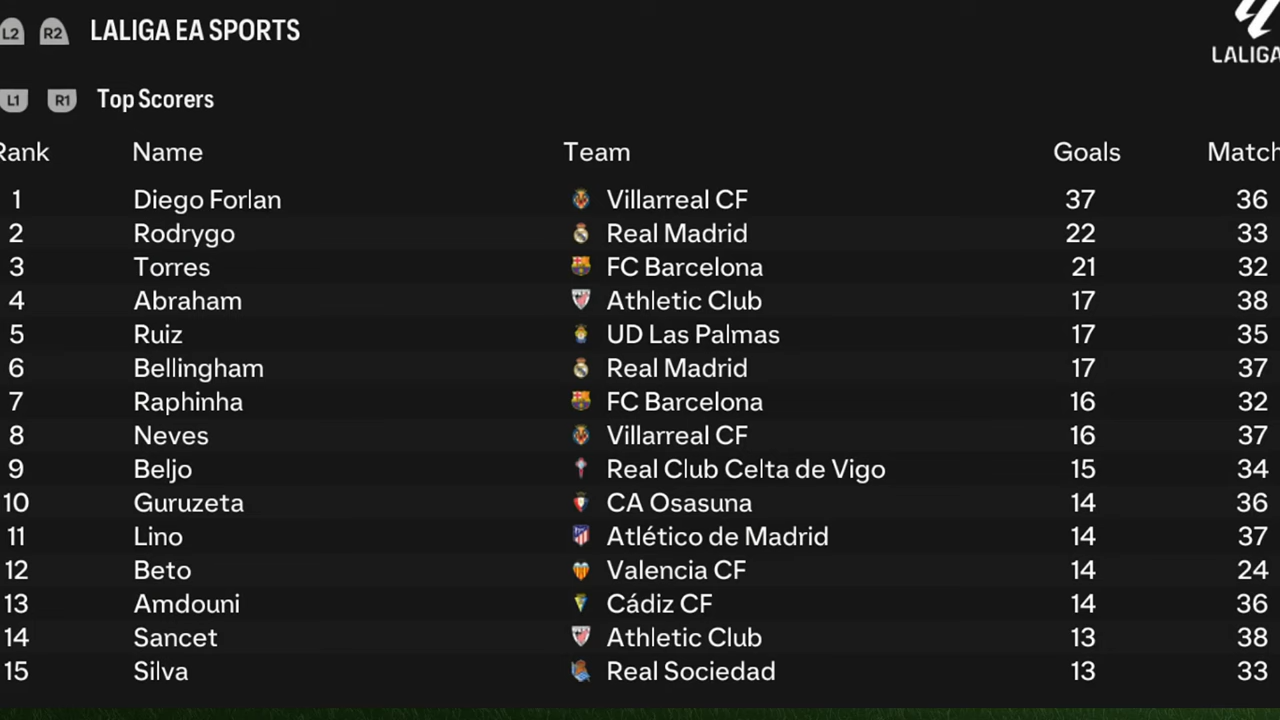 L2 R2 LALIGA EA SPORTS
LALIGA
L1 R1 Top Scorers
Rank Name Team Goals Match
1 Diego Forlan Villarreal CF 37 36
2 Rodrygo Real Madrid 22 33
3 Torres FC Barcelona 21 32
4 Abraham Athletic Club 17 38
5 Ruiz UD Las Palmas 17 35
6 Bellingham Real Madrid 17 37
7 Raphinha FC Barcelona 16 32
8 Neves Villarreal CF 16 37
9 Beljo Real Club Celta de Vigo 15 34
10 Guruzeta CA Osasuna 14 36
11 Lino Atlético de Madrid 14 37
12 Beto Valencia CF 14 24
13 Amdouni Cádiz CF 14 36
14 Sancet Athletic Club 13 38
15 Silva Real Sociedad 13 33